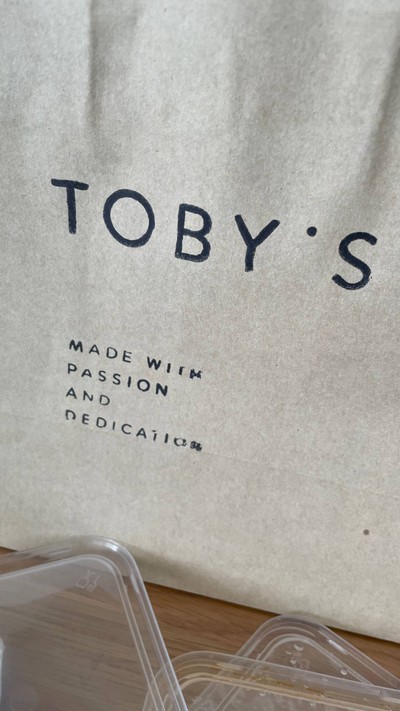 TOBY'S
MADE WITH
PASSION
AND
DEDICATION